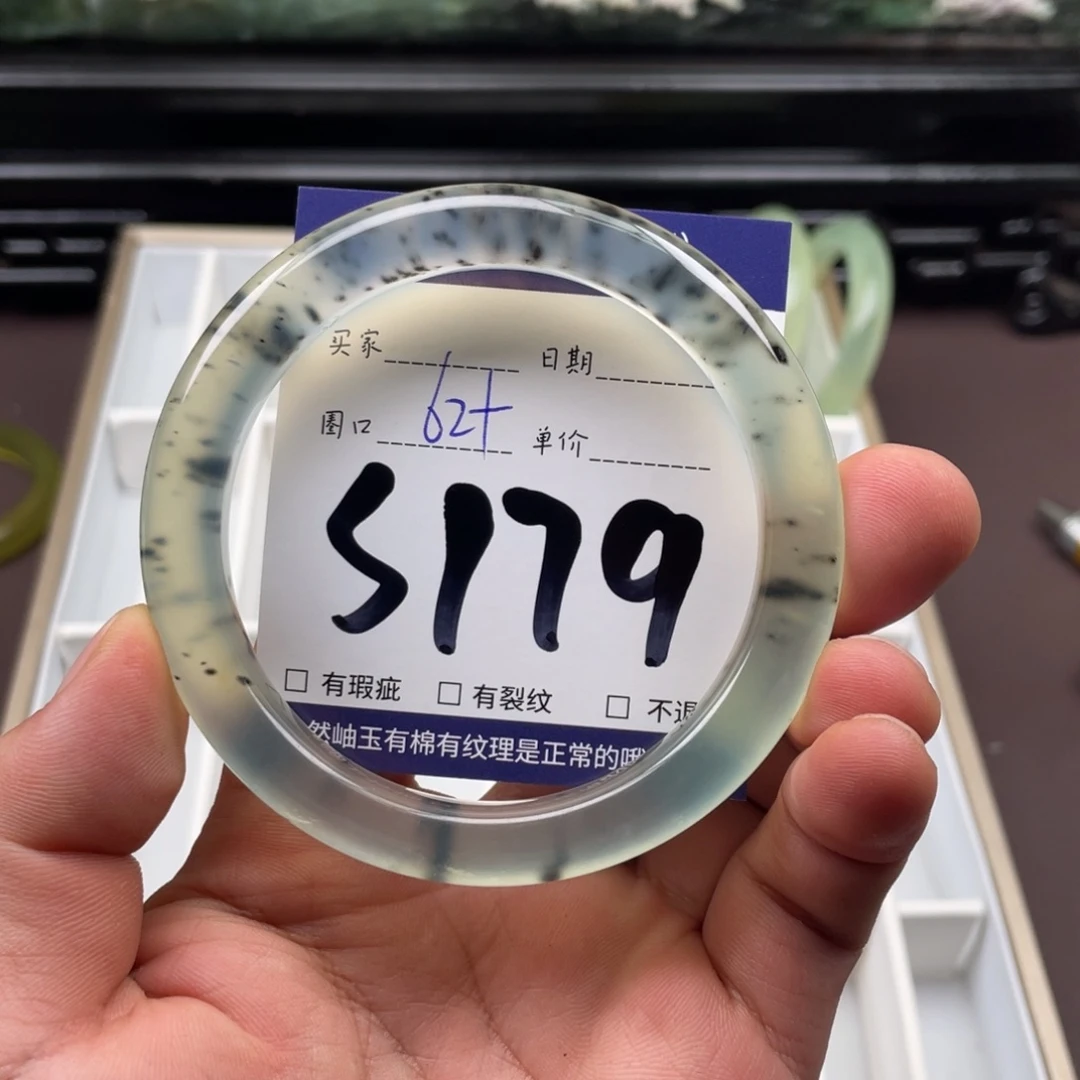 买家 日期
圈口 62+ 单价
S179
□ 有瑕疵 □ 有裂纹 □ 不退
然岫玉有棉有纹理是正常的哦